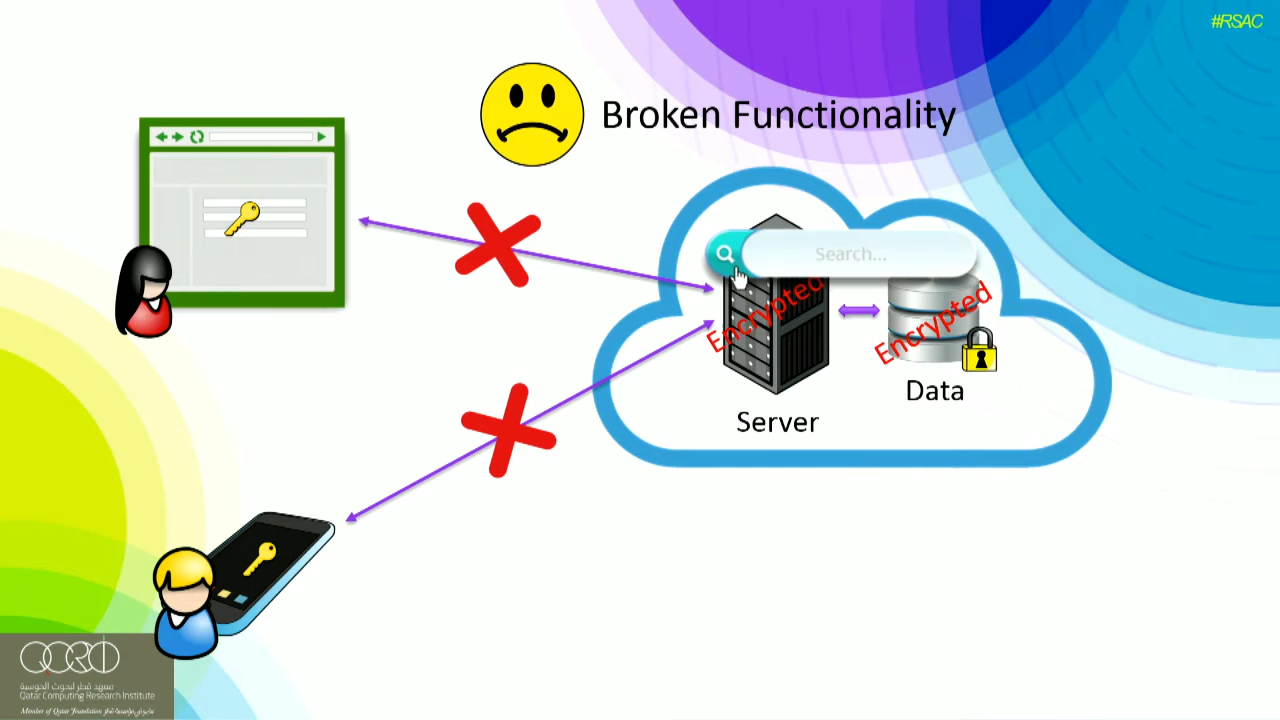 #RSAC
Broken Functionality
Search...
Encrypted
Encrypted
Data
Server
QCRI
معهد قطر لبحوث الحوسبة
Qatar Computing Research Institute
Member of Qatar Foundation